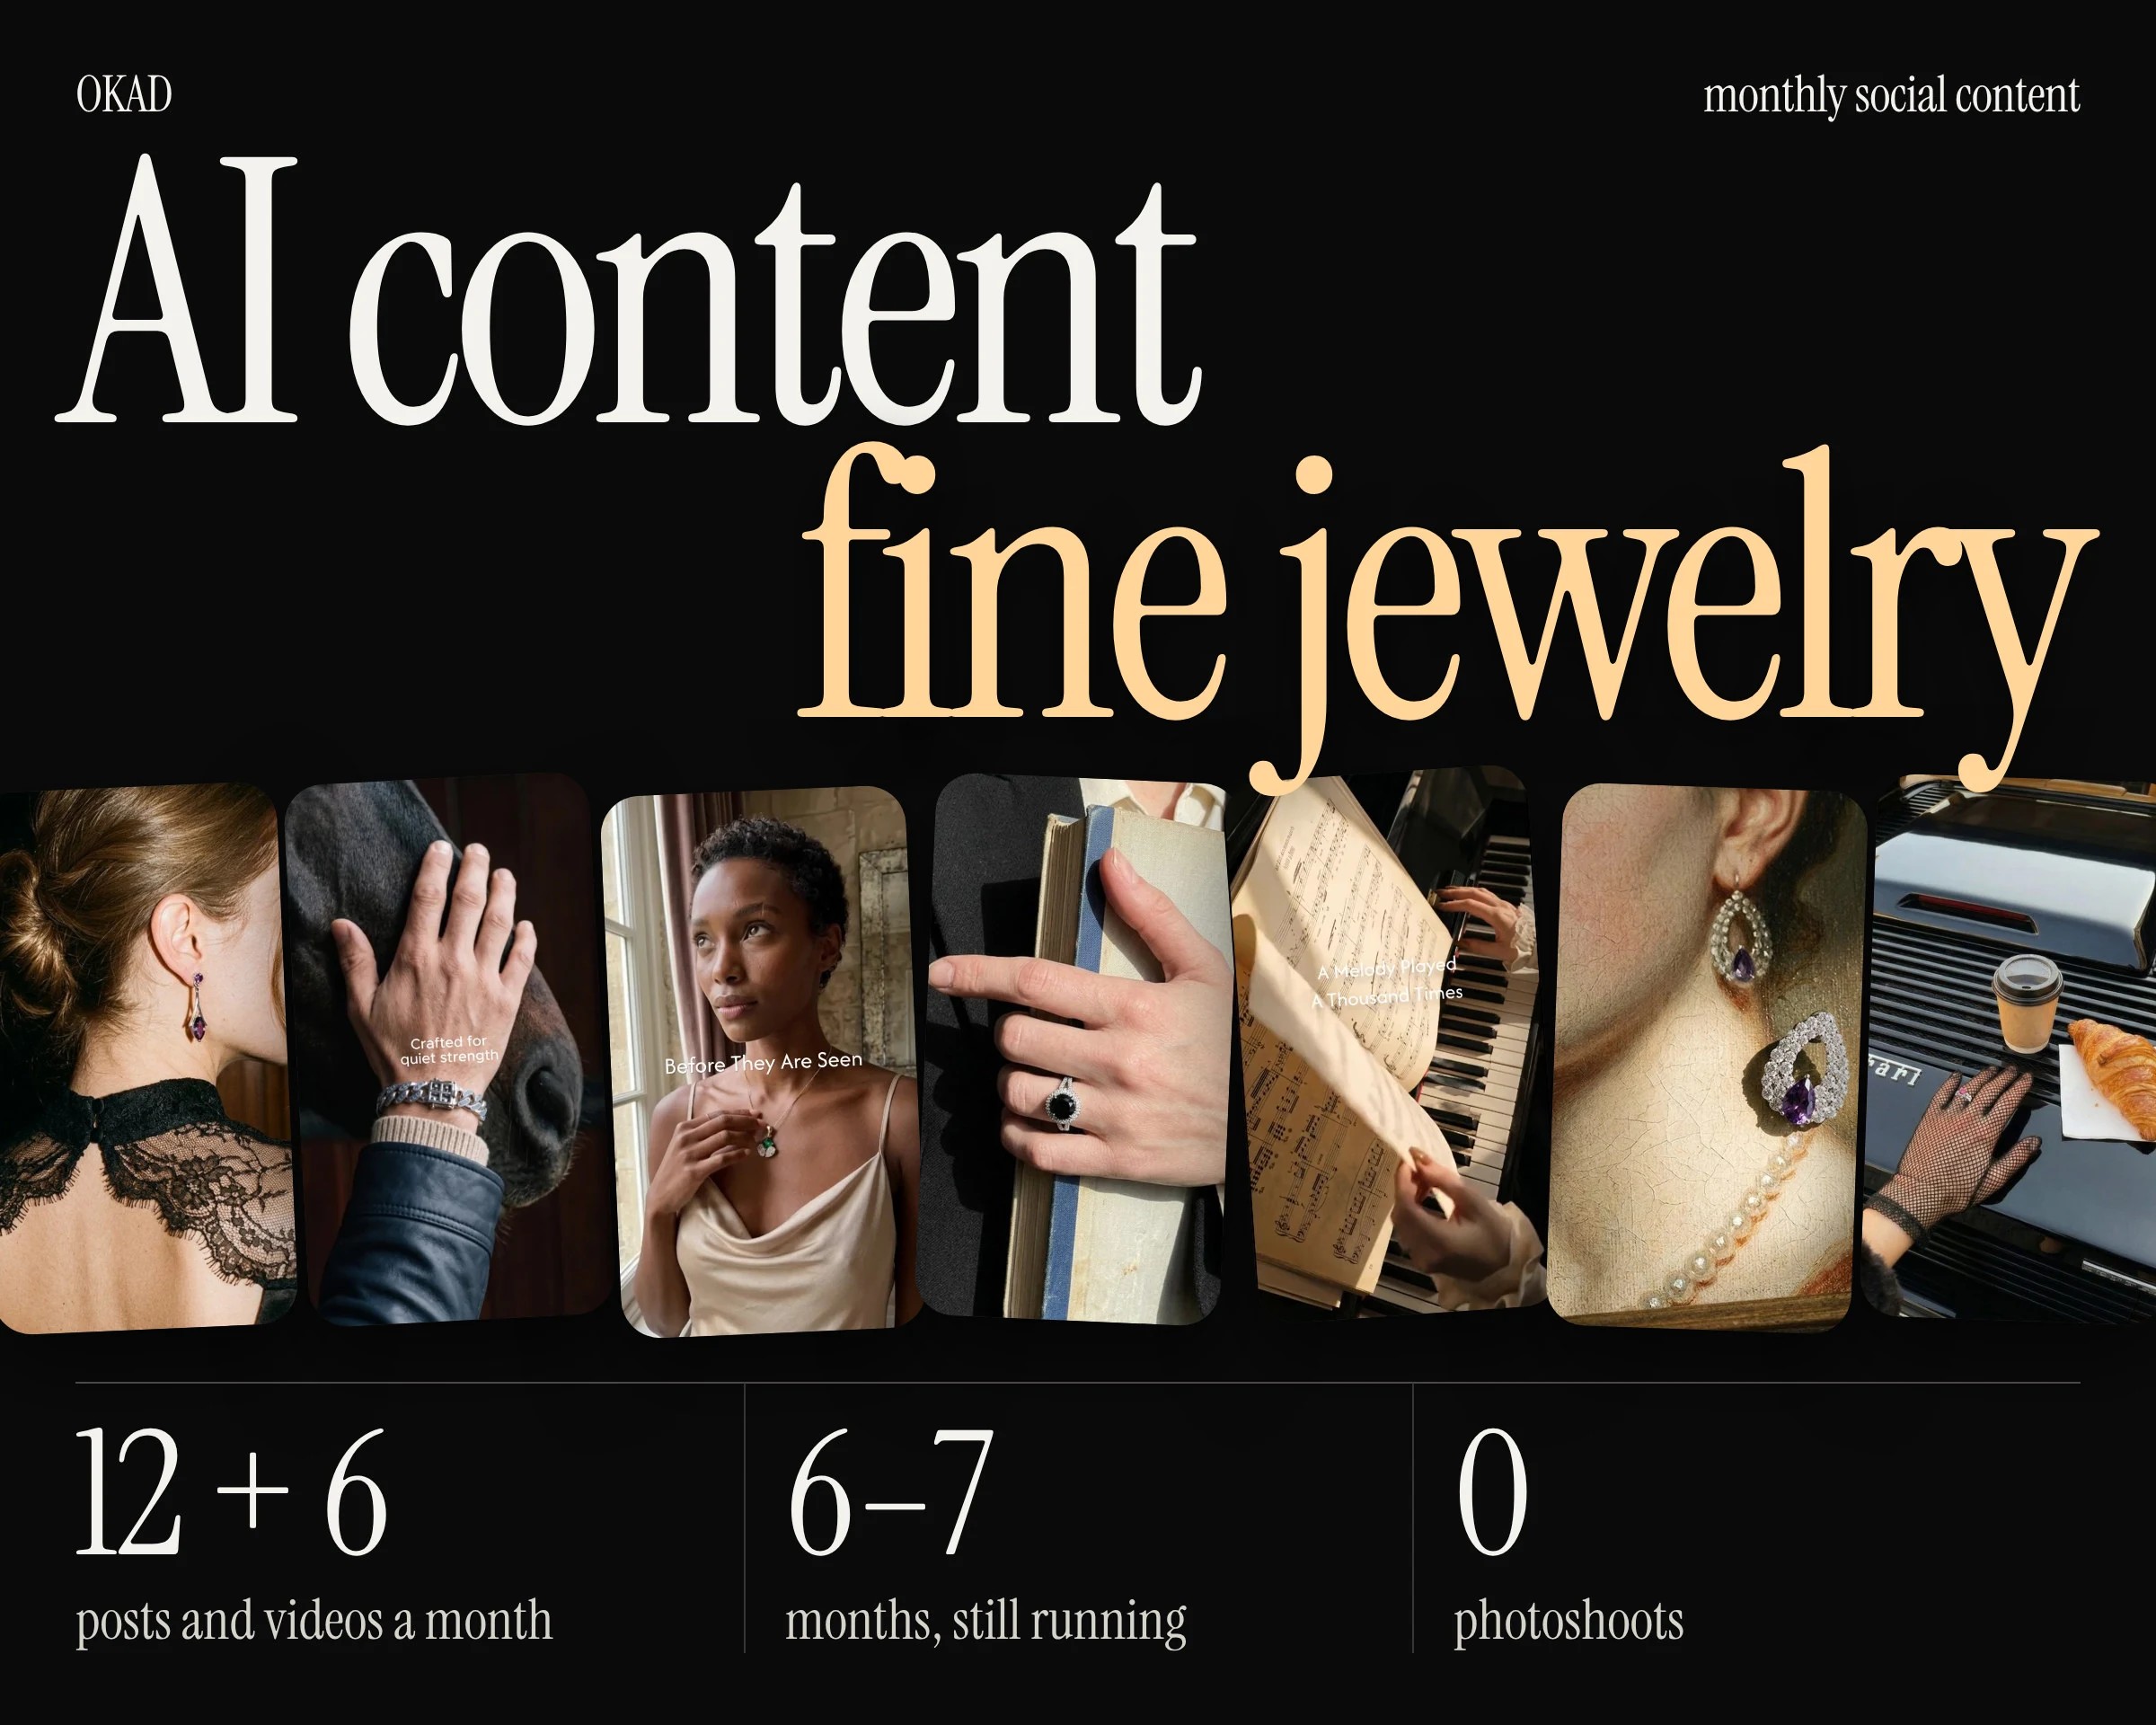 OKAD
monthly social content
AI content
fine jewelry
Crafted for
quiet strength
Before They Are Seen
A Melody Played
A Thousand Times
12 + 6
posts and videos a month
6–7
months, still running
0
photoshoots